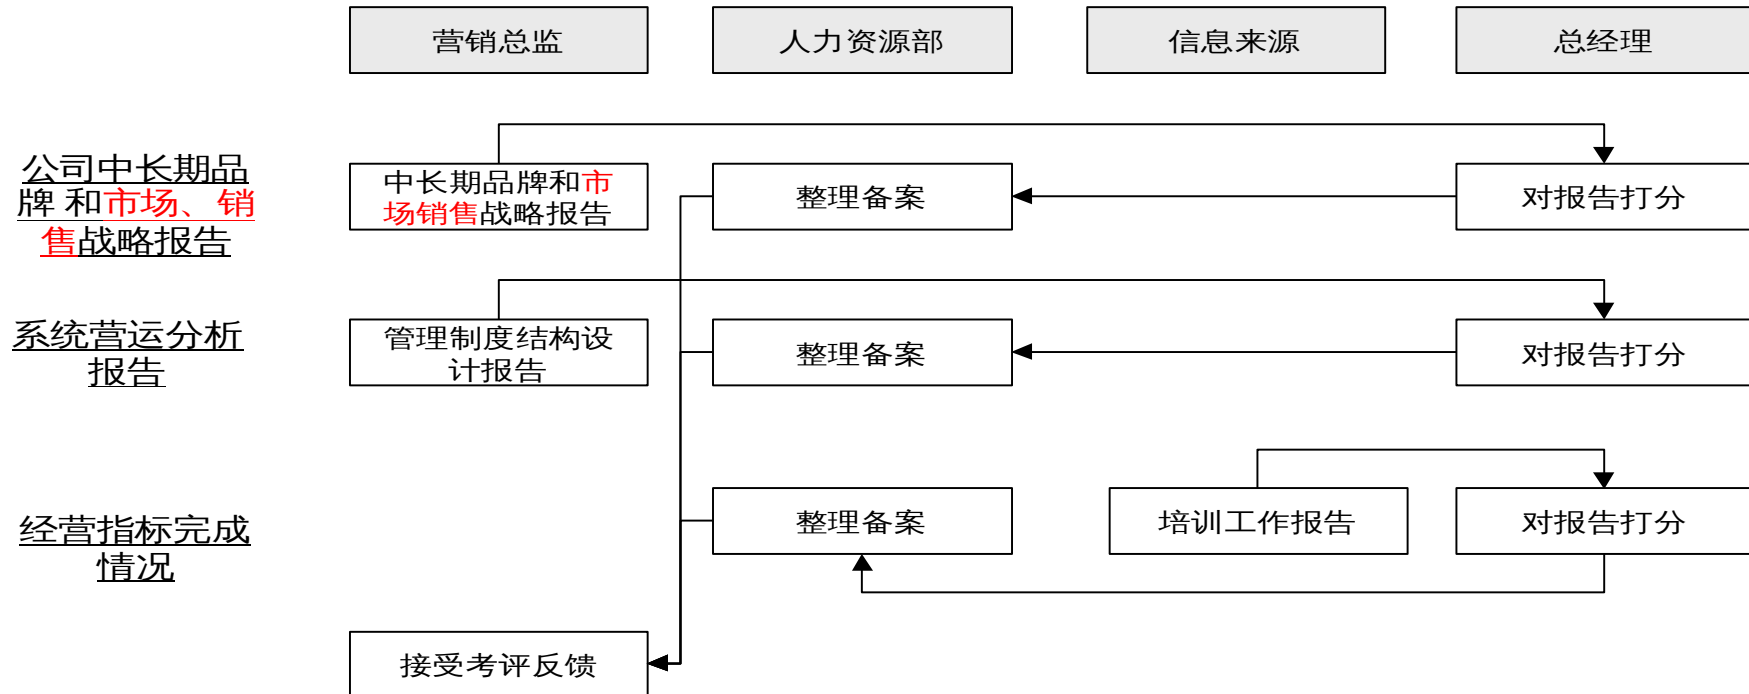 营销总监
人力资源部
信息来源
总经理
公司中长期品
牌 和市场、销
售战略报告
中长期品牌和市
场销售战略报告
整理备案
对报告打分
系统营运分析
报告
管理制度结构设
计报告
整理备案
对报告打分
经营指标完成
情况
整理备案
培训工作报告
对报告打分
接受考评反馈